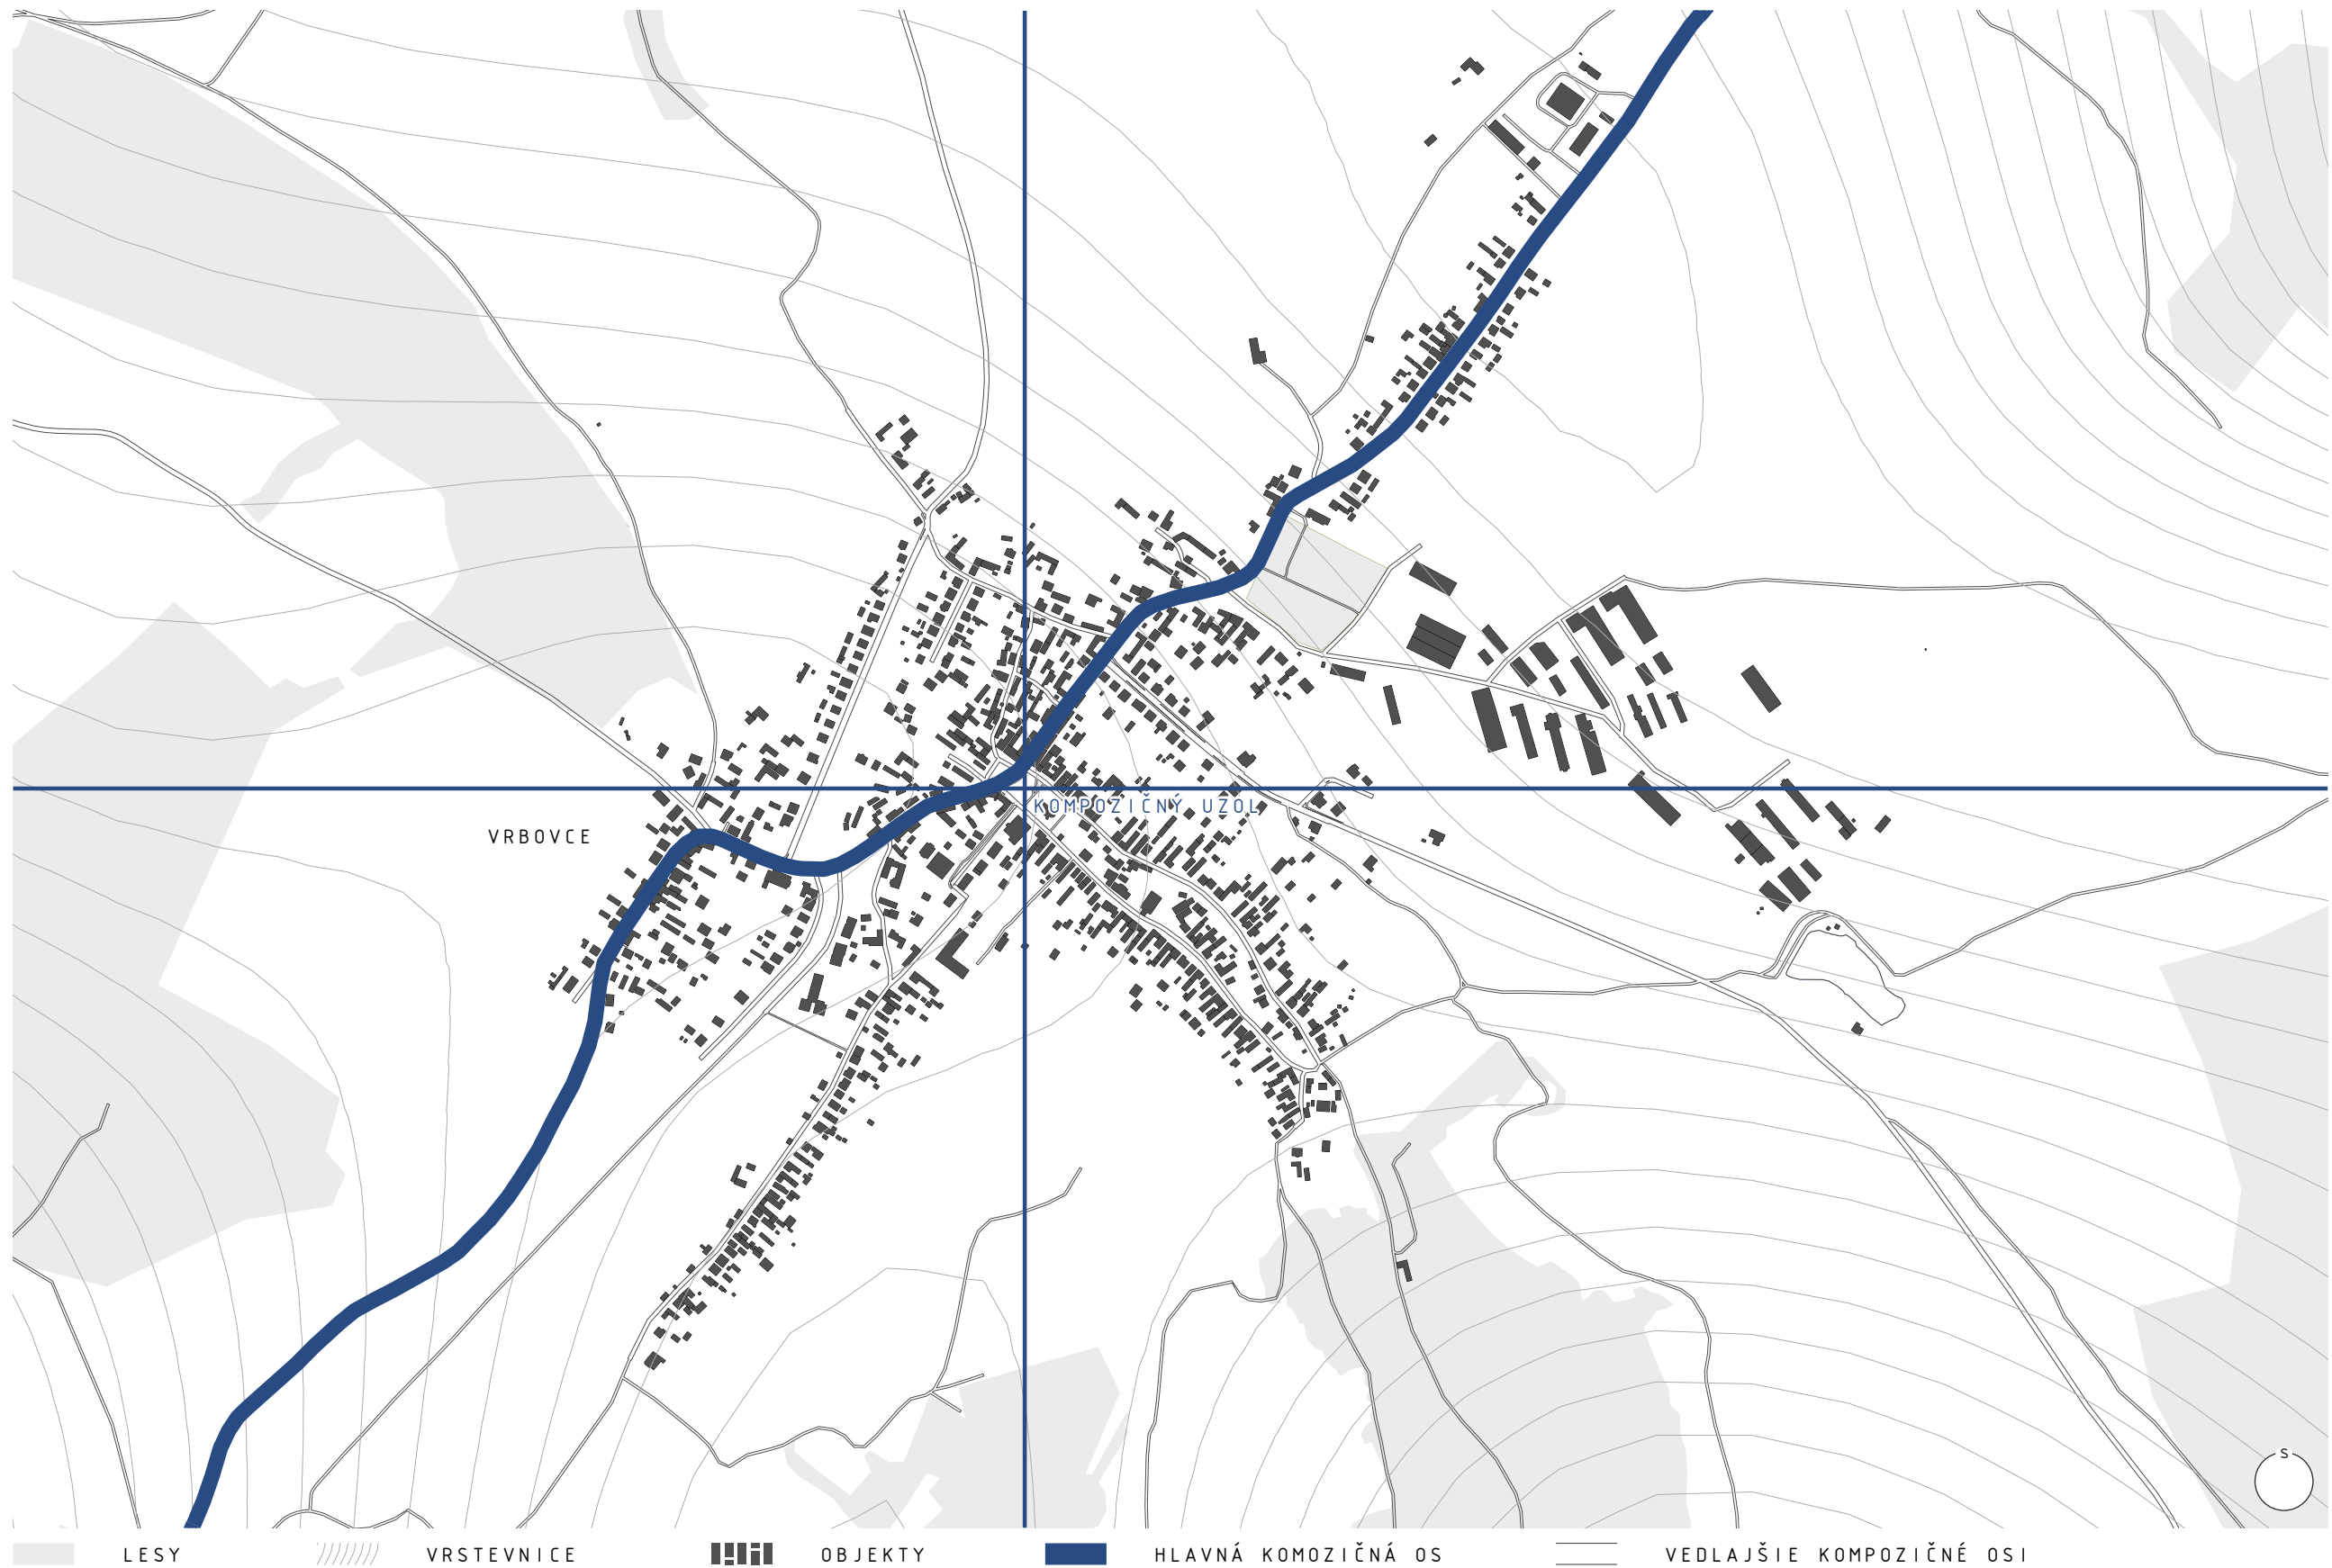 KOMPOZIČNÝ UZOL
VRBOVCE
S
LESY
VRSTEVNICE
OBJEKTY
HLAVNÁ KOMOZIČNÁ OS
VEDLAJŠIE KOMPOZIČNÉ OSI